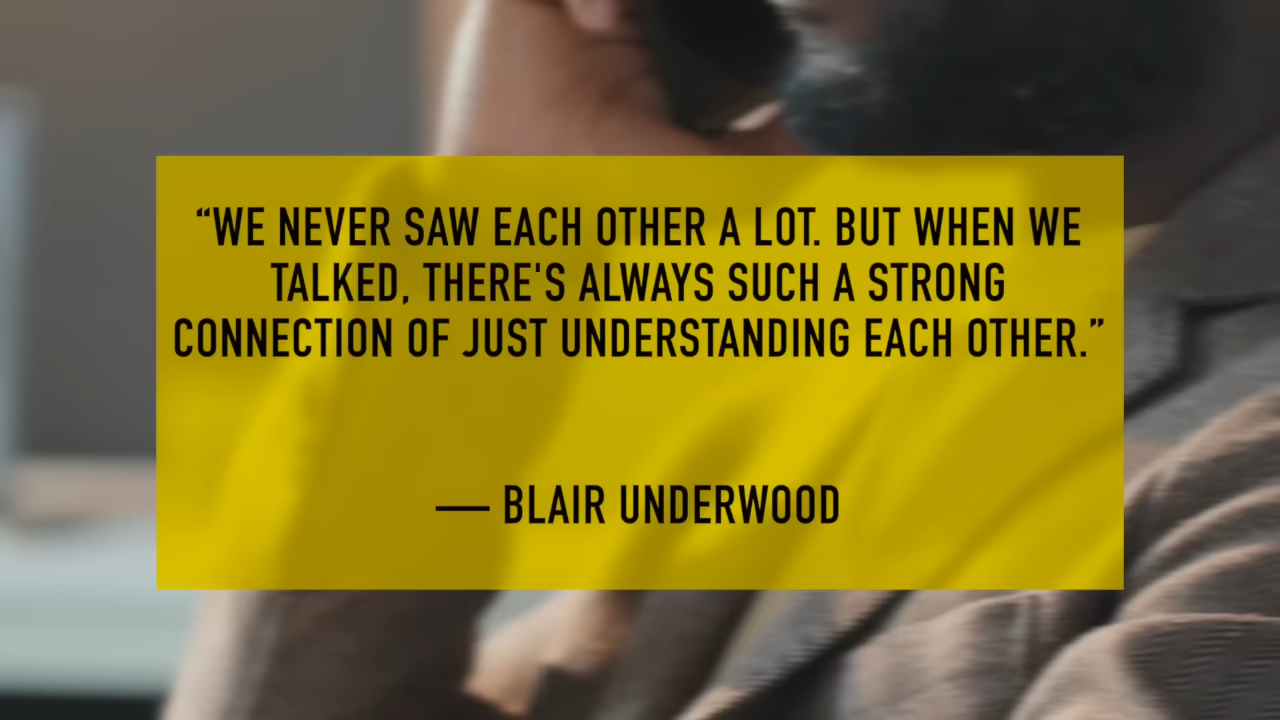 “WE NEVER SAW EACH OTHER A LOT. BUT WHEN WE
TALKED, THERE'S ALWAYS SUCH A STRONG
CONNECTION OF JUST UNDERSTANDING EACH OTHER.”
— BLAIR UNDERWOOD